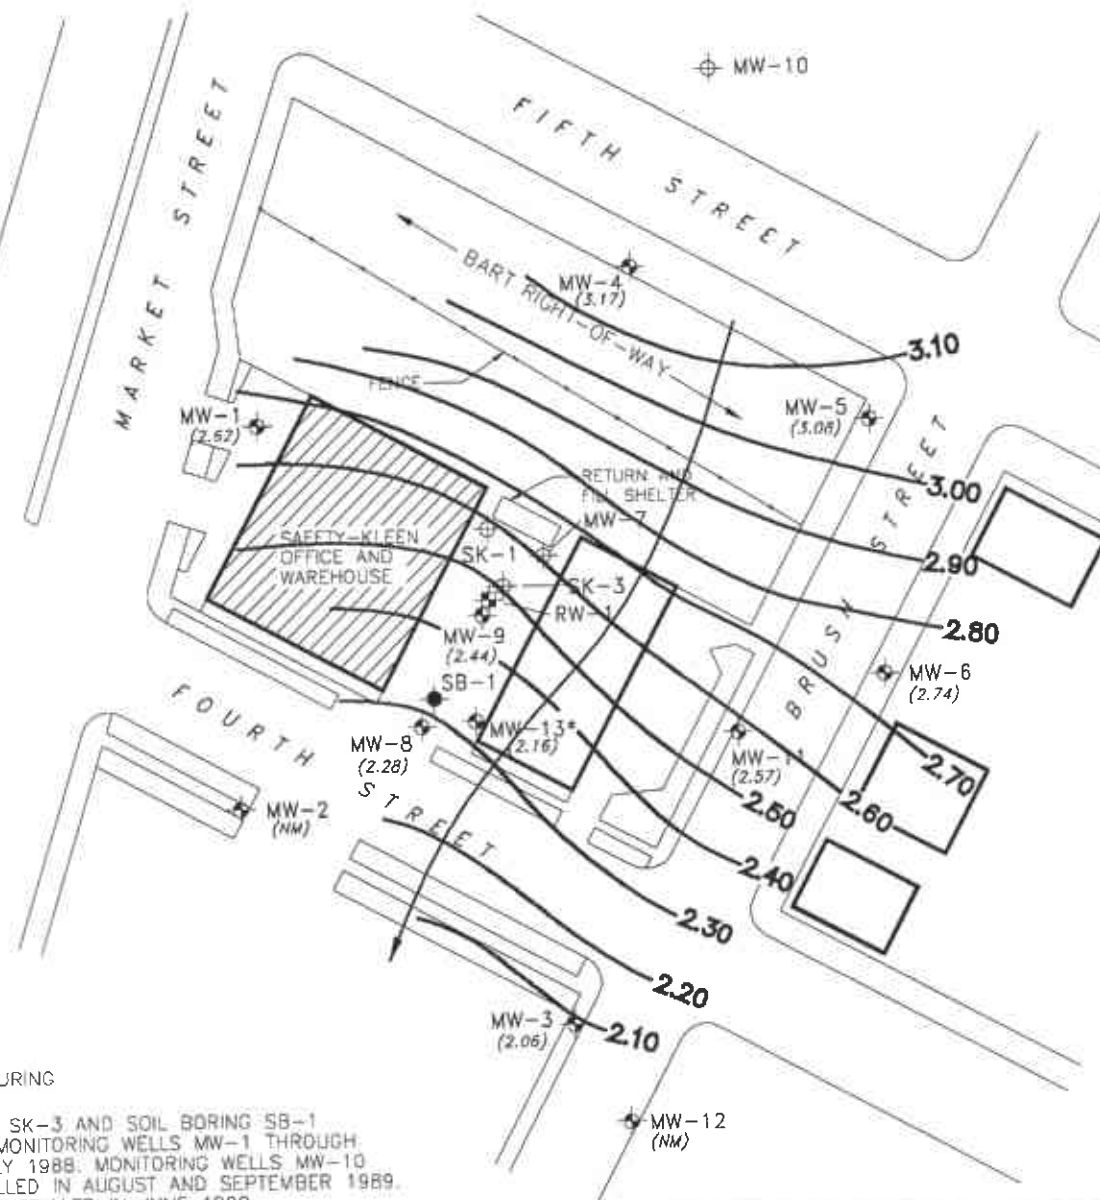 MW-10
FIFTH STREET
MARKET STREET
BART RIGHT-OF-WAY
MW-4
(3.17)
3.10
FENCE
MW-5
(3.08)
MW-1
(2.52)
3.00
RETURN AND
FILL SHELTER
MW-7
SAFETY-KLEEN
OFFICE AND
WAREHOUSE
SK-1
2.90
SK-3
RW-1
2.80
BRUSH STREET
MW-9
(2.44)
MW-6
(2.74)
SB-1
FOURTH STREET
MW-13*
(2.16)
MW-8
(2.28)
MW-1
(2.57)
2.70
2.60
2.50
MW-2
(NM)
2.40
2.30
2.20
MW-3
(2.06)
2.10
MW-12
(NM)
URING
SK-3 AND SOIL BORING SB-1
MONITORING WELLS MW-1 THROUGH
Y 1988. MONITORING WELLS MW-10
LLED IN AUGUST AND SEPTEMBER 1989.